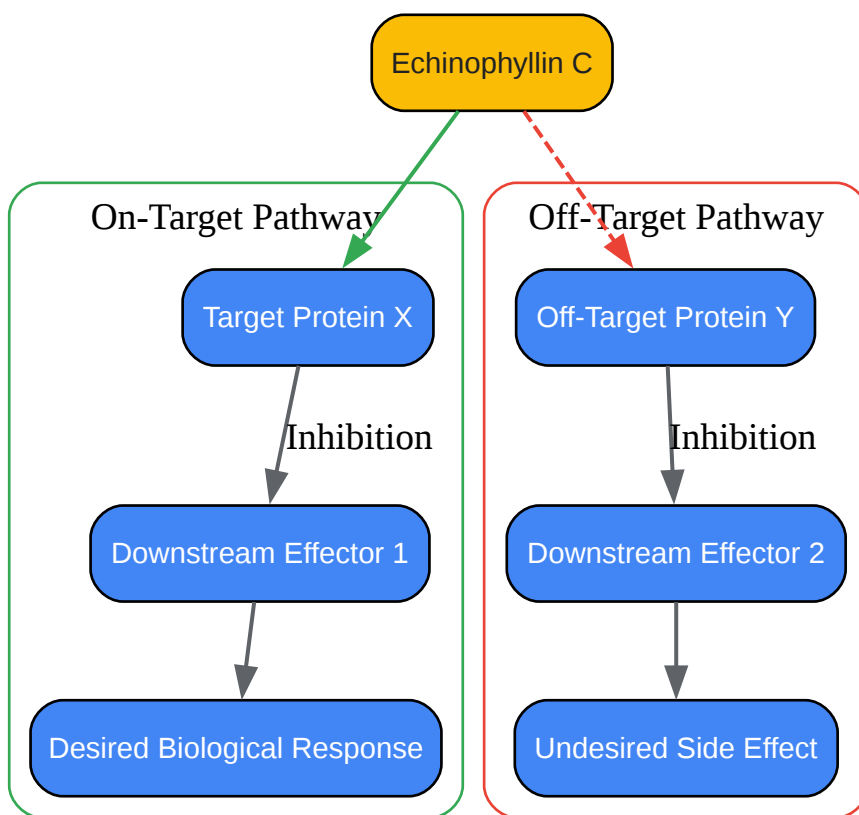 Echinophyllin C
On-Target Pathway
Off-Target Pathway
Target Protein X
Off-Target Protein Y
Inhibition
Inhibition
Downstream Effector 1
Downstream Effector 2
Desired Biological Response
Undesired Side Effect